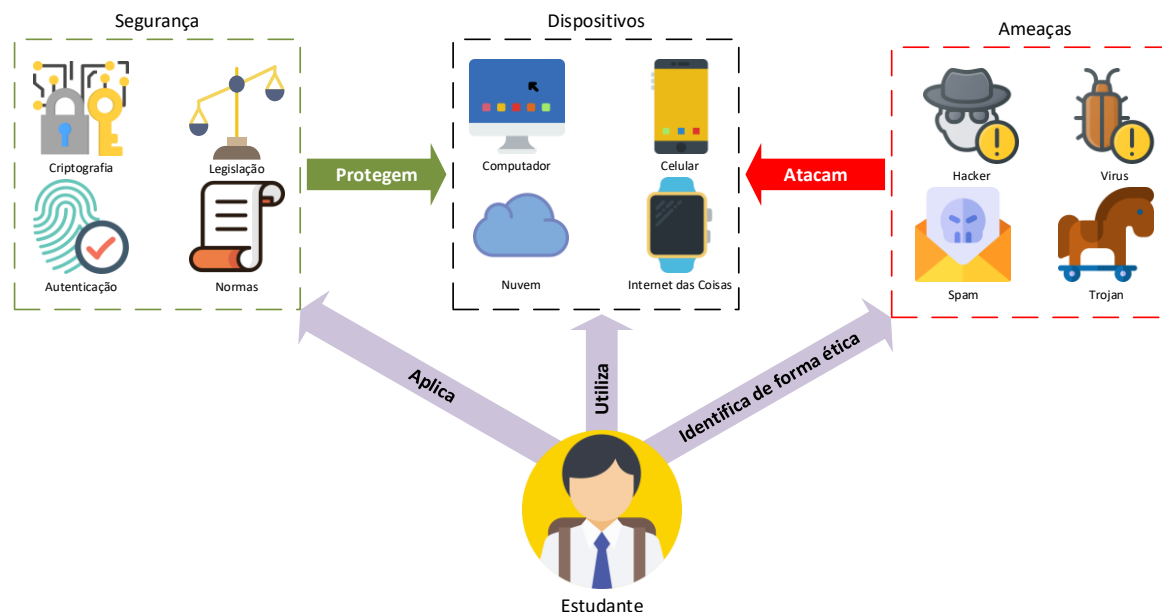 Segurança
Dispositivos
Ameaças
Criptografia
Legislação
Autenticação
Normas
Protegem
Computador
Celular
Nuvem
Internet das Coisas
Atacam
Hacker
Virus
Spam
Trojan
Aplica
Utiliza
Identifica de forma ética
Estudante